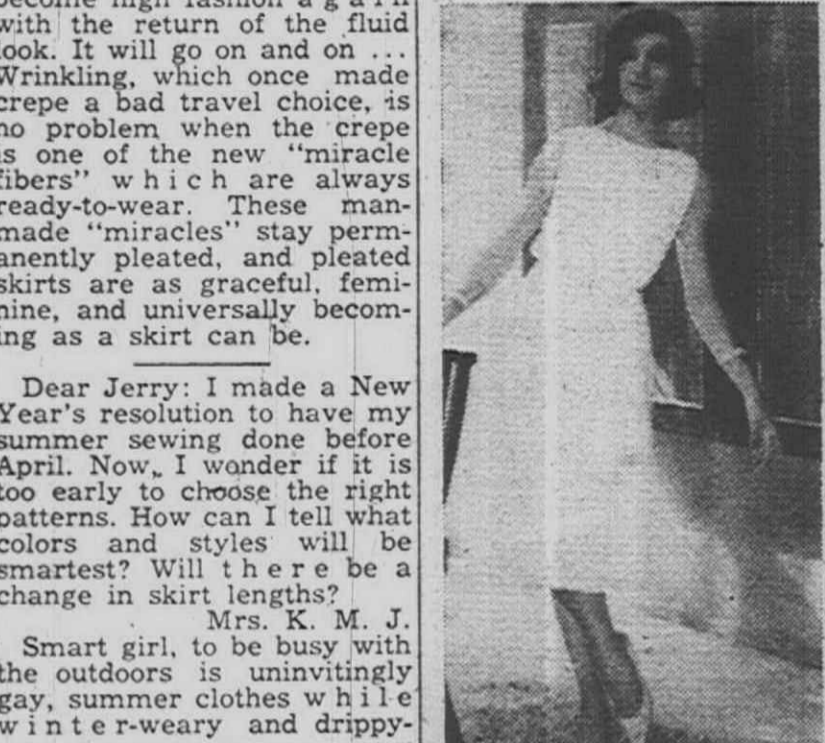 become high fashion again
with the return of the fluid
look. It will go on and on ...
Wrinkling, which once made
crepe a bad travel choice, is
no problem when the crepe
is one of the new "miracle
fibers" which are always
ready-to-wear. These man-
made "miracles" stay perm-
anently pleated, and pleated
skirts are as graceful, femi-
nine, and universally becom-
ing as a skirt can be.
Dear Jerry: I made a New
Year's resolution to have my
summer sewing done before
April. Now, I wonder if it is
too early to choose the right
patterns. How can I tell what
colors and styles will be
smartest? Will there be a
change in skirt lengths?
Mrs. K. M. J.
Smart girl, to be busy with
the outdoors is uninvitingly
gay, summer clothes while
winter-weary and drippy-